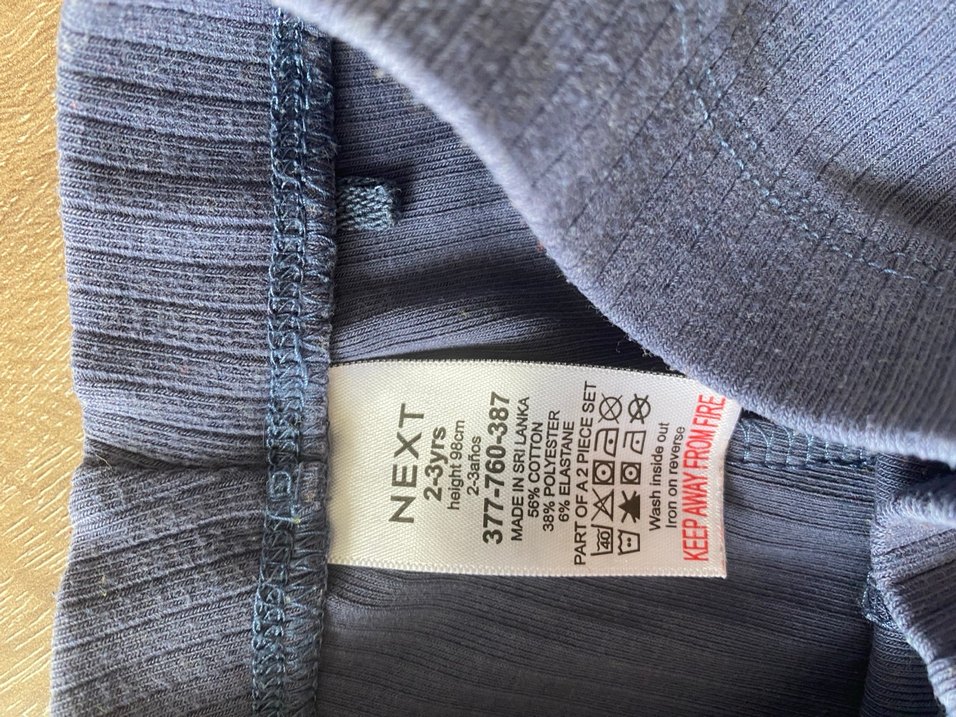 NEXT
2-3yrs
height 98cm
2-3años
377-760-387
MADE IN SRI LANKA
56% COTTON
38% POLYESTER
6% ELASTANE
PART OF A 2 PIECE SET
40
Wash inside out
Iron on reverse
KEEP AWAY FROM FIRE